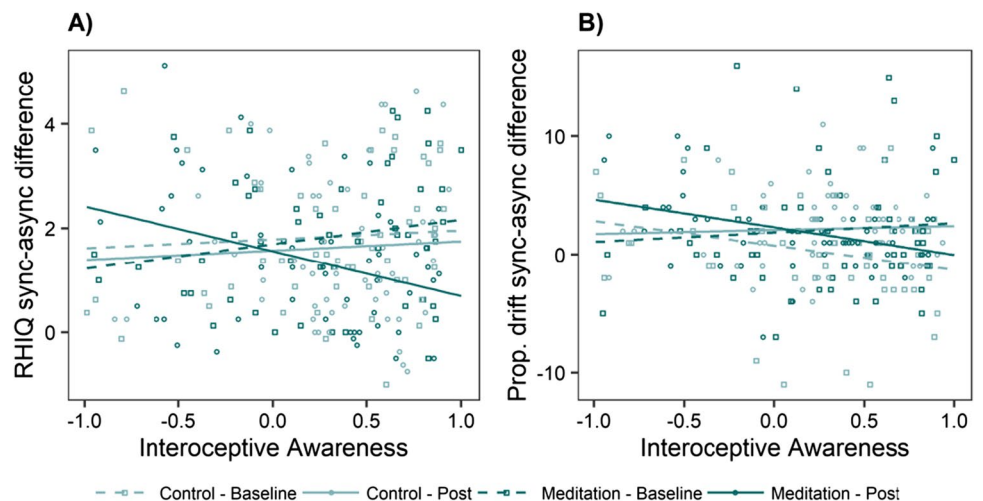 A)
RHIQ sync-async difference
4
2
0
-1.0 -0.5 0.0 0.5 1.0
Interoceptive Awareness
B)
Prop. drift sync-async difference
10
0
-10
-1.0 -0.5 0.0 0.5 1.0
Interoceptive Awareness
Control - Baseline Control - Post Meditation - Baseline Meditation - Post